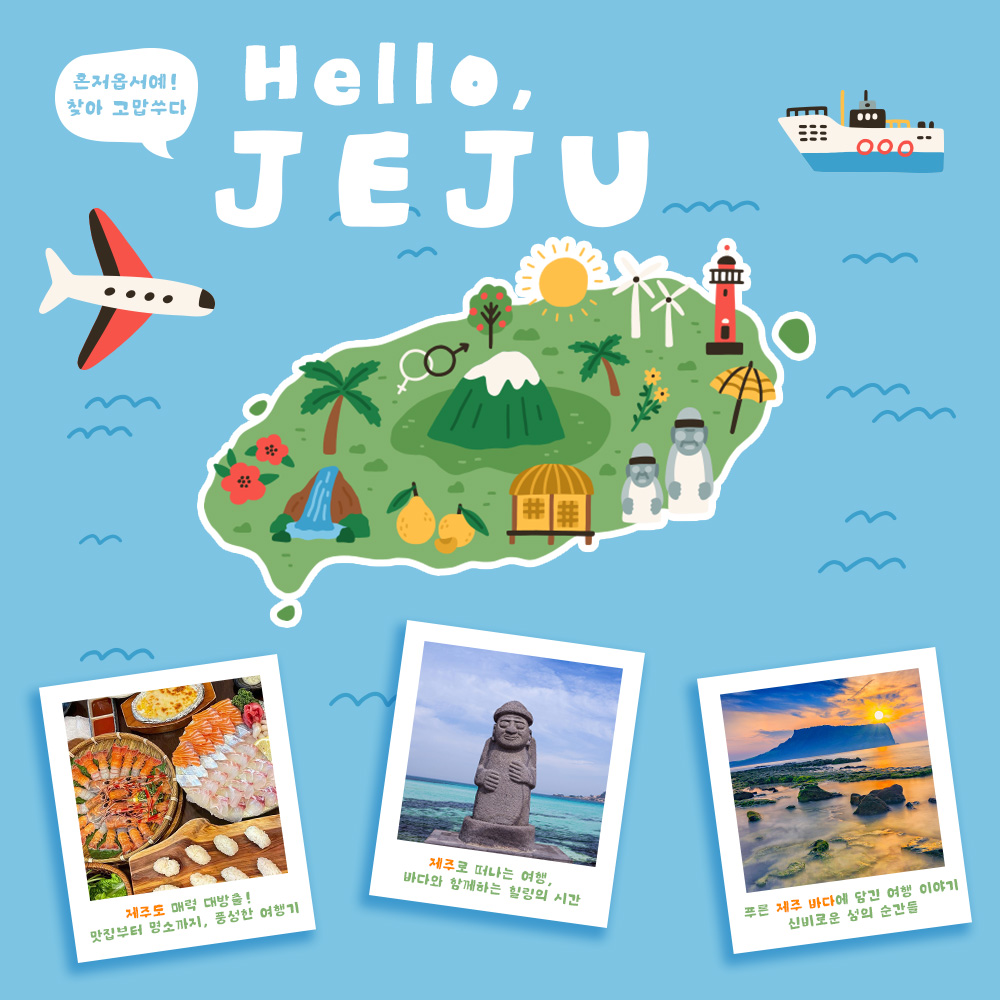 혼저옵서예!
찾아 고맙쑤다
Hello,
JEJU
제주도 매력 대방출!
맛집부터 명소까지, 풍성한 여행기
제주로 떠나는 여행,
바다와 함께하는 힐링의 시간
푸른 제주 바다에 담긴 여행 이야기
신비로운 섬의 순간들